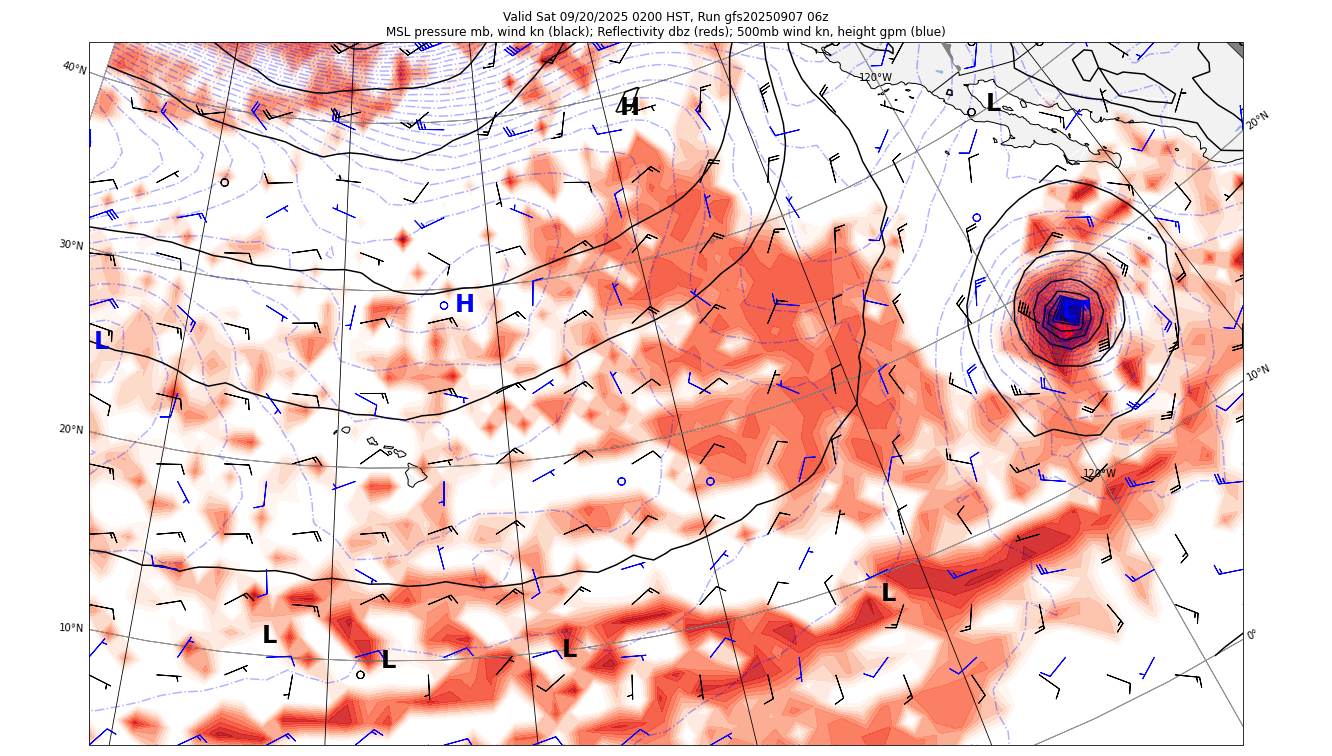 Valid Sat 09/20/2025 0200 HST, Run gfs20250907 06z
MSL pressure mb, wind kn (black); Reflectivity dbz (reds); 500mb wind kn, height gpm (blue)
40°N
120°W
H
L
20°N
30°N
H
L
10°N
20°N
120°W
L
10°N
L
L
L
0°